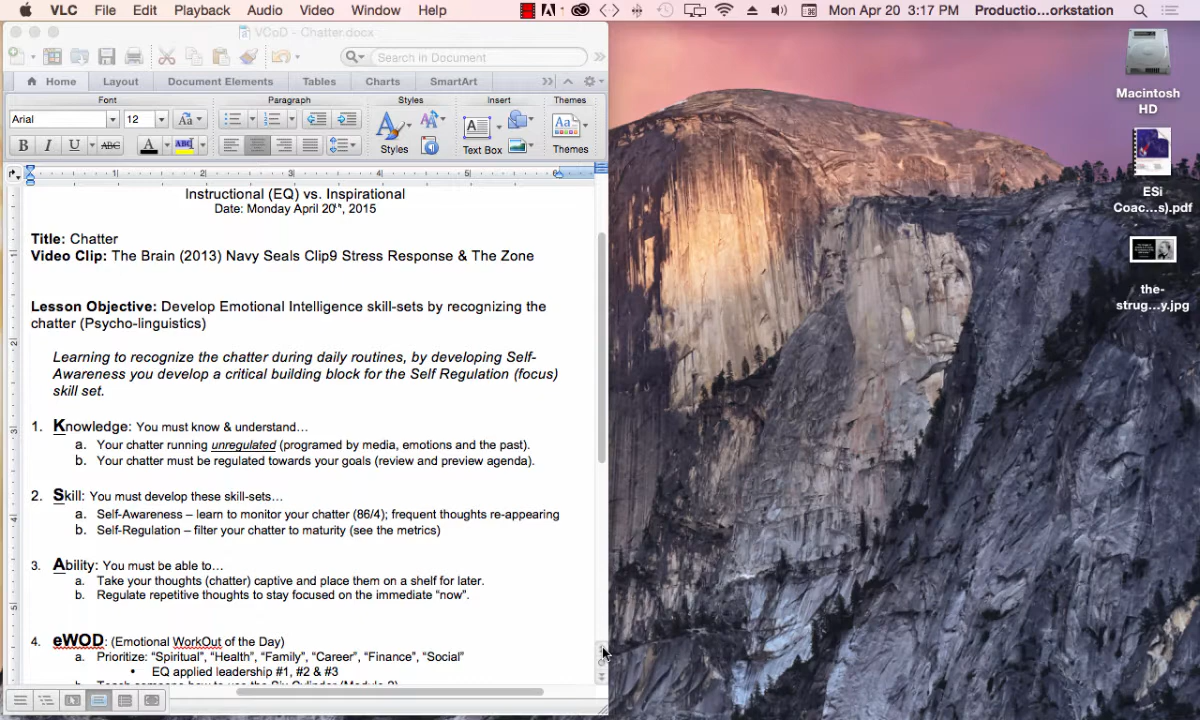 VLC File Edit View Playback Audio Video Window Help Mon Apr 20 3:17 PM Productio...orkstation
VCoD - Chatter.docx
Search in Document
Home Layout Document Elements Tables Charts SmartArt
Font Paragraph Styles Insert Themes
Arial 12 Aa
B I U ABC A ABC Styles Text Box Themes
Instructional (EQ) vs. Inspirational
Date: Monday April 20th, 2015
Title: Chatter
Video Clip: The Brain (2013) Navy Seals Clip9 Stress Response & The Zone
Lesson Objective: Develop Emotional Intelligence skill-sets by recognizing the
chatter (Psycho-linguistics)
Learning to recognize the chatter during daily routines, by developing Self-
Awareness you develop a critical building block for the Self Regulation (focus)
skill set.
1. Knowledge: You must know & understand…
a. Your chatter running unregulated (programed by media, emotions and the past).
b. Your chatter must be regulated towards your goals (review and preview agenda).
2. Skill: You must develop these skill-sets…
a. Self-Awareness – learn to monitor your chatter (86/4); frequent thoughts re-appearing
b. Self-Regulation – filter your chatter to maturity (see the metrics)
3. Ability: You must be able to…
a. Take your thoughts (chatter) captive and place them on a shelf for later.
b. Regulate repetitive thoughts to stay focused on the immediate “now”.
4. eWOD: (Emotional WorkOut of the Day)
a. Prioritize: “Spiritual”, “Health”, “Family”, “Career”, “Finance”, “Social”
• EQ applied leadership #1, #2 & #3
Macintosh
HD
ESi
Coac...s).pdf
the-
strug...y.jpg